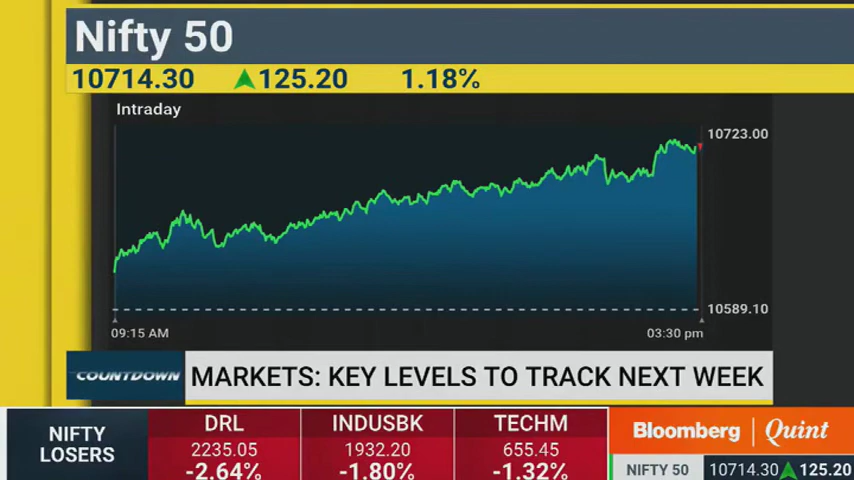 Nifty 50
10714.30 125.20 1.18%
Intraday
10723.00
10589.10
09:15 AM 03:30 pm
COUNTDOWN
MARKETS: KEY LEVELS TO TRACK NEXT WEEK
NIFTY LOSERS
DRL
2235.05
-2.64%
INDUSBK
1932.20
-1.80%
TECHM
655.45
-1.32%
Bloomberg | Quint
NIFTY 50 10714.30 125.20